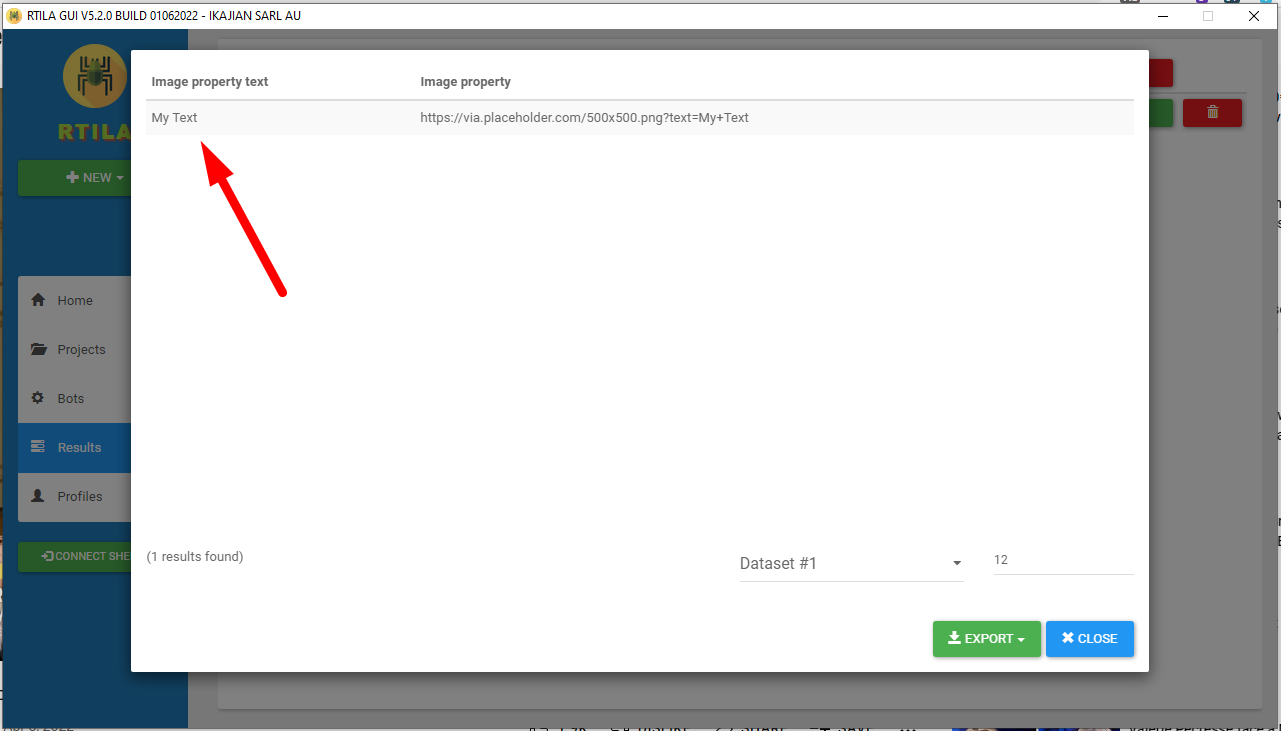 RTILA GUI V5.2.0 BUILD 01062022 - IKAJIAN SARL AU
RTILA
NEW
Home
Projects
Bots
Results
Profiles
CONNECT SHE
Image property text Image property
My Text https://via.placeholder.com/500x500.png?text=My+Text
(1 results found) Dataset #1 12
EXPORT CLOSE